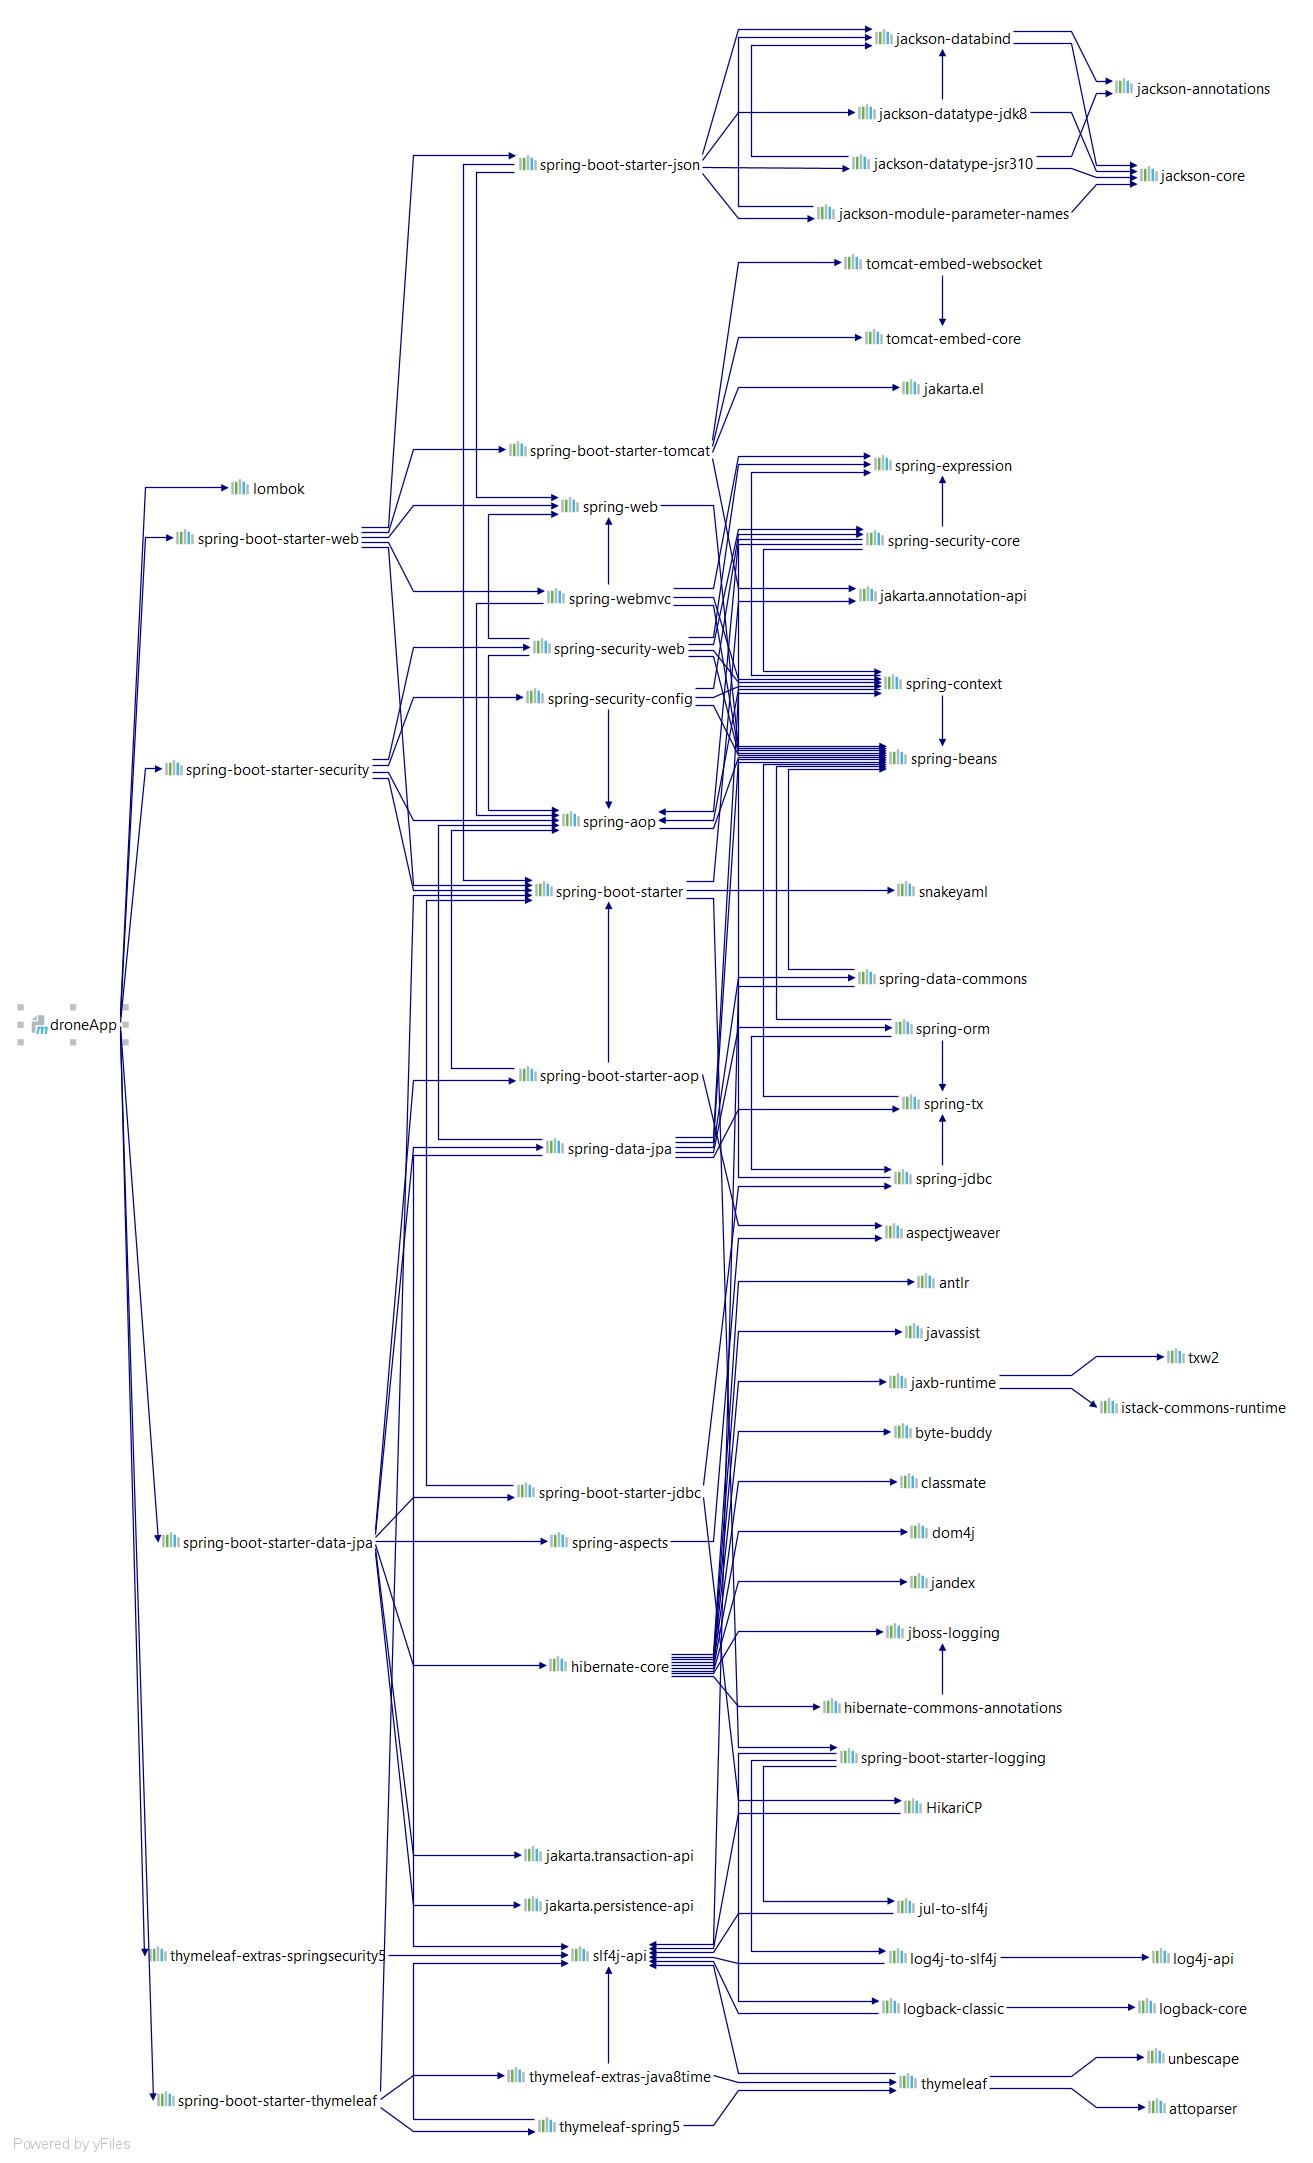 jackson-databind
jackson-annotations
jackson-datatype-jdk8
spring-boot-starter-json
jackson-datatype-jsr310
jackson-core
jackson-module-parameter-names
tomcat-embed-websocket
tomcat-embed-core
jakarta.el
spring-boot-starter-tomcat
spring-expression
lombok
spring-web
spring-boot-starter-web
spring-security-core
jakarta.annotation-api
spring-webmvc
spring-security-web
spring-context
spring-security-config
spring-beans
spring-boot-starter-security
spring-aop
spring-boot-starter
snakeyaml
spring-data-commons
droneApp
spring-orm
spring-boot-starter-aop
spring-tx
spring-data-jpa
spring-jdbc
aspectjweaver
antlr
javassist
txw2
jaxb-runtime
istack-commons-runtime
byte-buddy
classmate
spring-boot-starter-jdbc
dom4j
spring-boot-starter-data-jpa
spring-aspects
jandex
jboss-logging
hibernate-core
hibernate-commons-annotations
spring-boot-starter-logging
HikariCP
jakarta.transaction-api
jakarta.persistence-api
jul-to-slf4j
thymeleaf-extras-springsecurity5
slf4j-api
log4j-to-slf4j
log4j-api
logback-classic
logback-core
unbescape
thymeleaf-extras-java8time
thymeleaf
spring-boot-starter-thymeleaf
attoparser
thymeleaf-spring5
Powered by yFiles